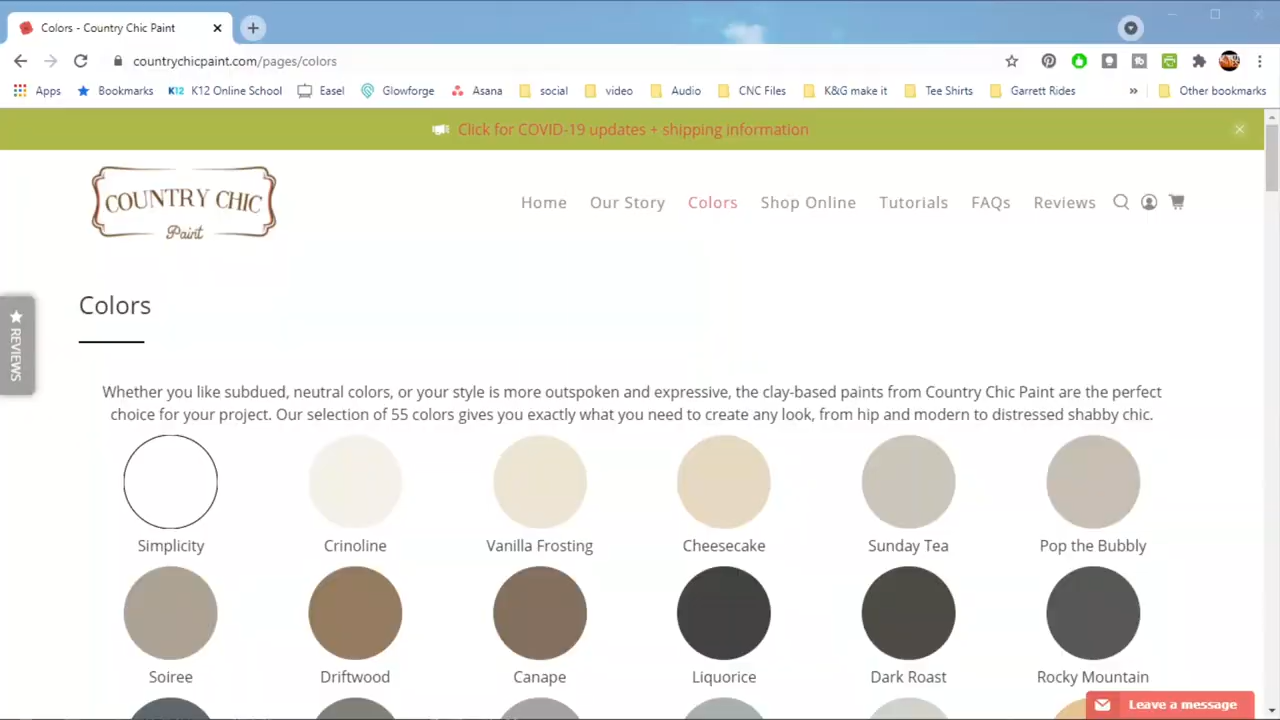 Colors - Country Chic Paint
countrychicpaint.com/pages/colors
Apps Bookmarks K12 K12 Online School Easel Glowforge Asana social video Audio CNC Files K&G make it Tee Shirts Garrett Rides » Other bookmarks
Click for COVID-19 updates + shipping information
COUNTRY CHIC
Paint
Home Our Story Colors Shop Online Tutorials FAQs Reviews
REVIEWS
Colors
Whether you like subdued, neutral colors, or your style is more outspoken and expressive, the clay-based paints from Country Chic Paint are the perfect
choice for your project. Our selection of 55 colors gives you exactly what you need to create any look, from hip and modern to distressed shabby chic.
Simplicity Crinoline Vanilla Frosting Cheesecake Sunday Tea Pop the Bubbly
Soiree Driftwood Canape Liquorice Dark Roast Rocky Mountain
Leave a message